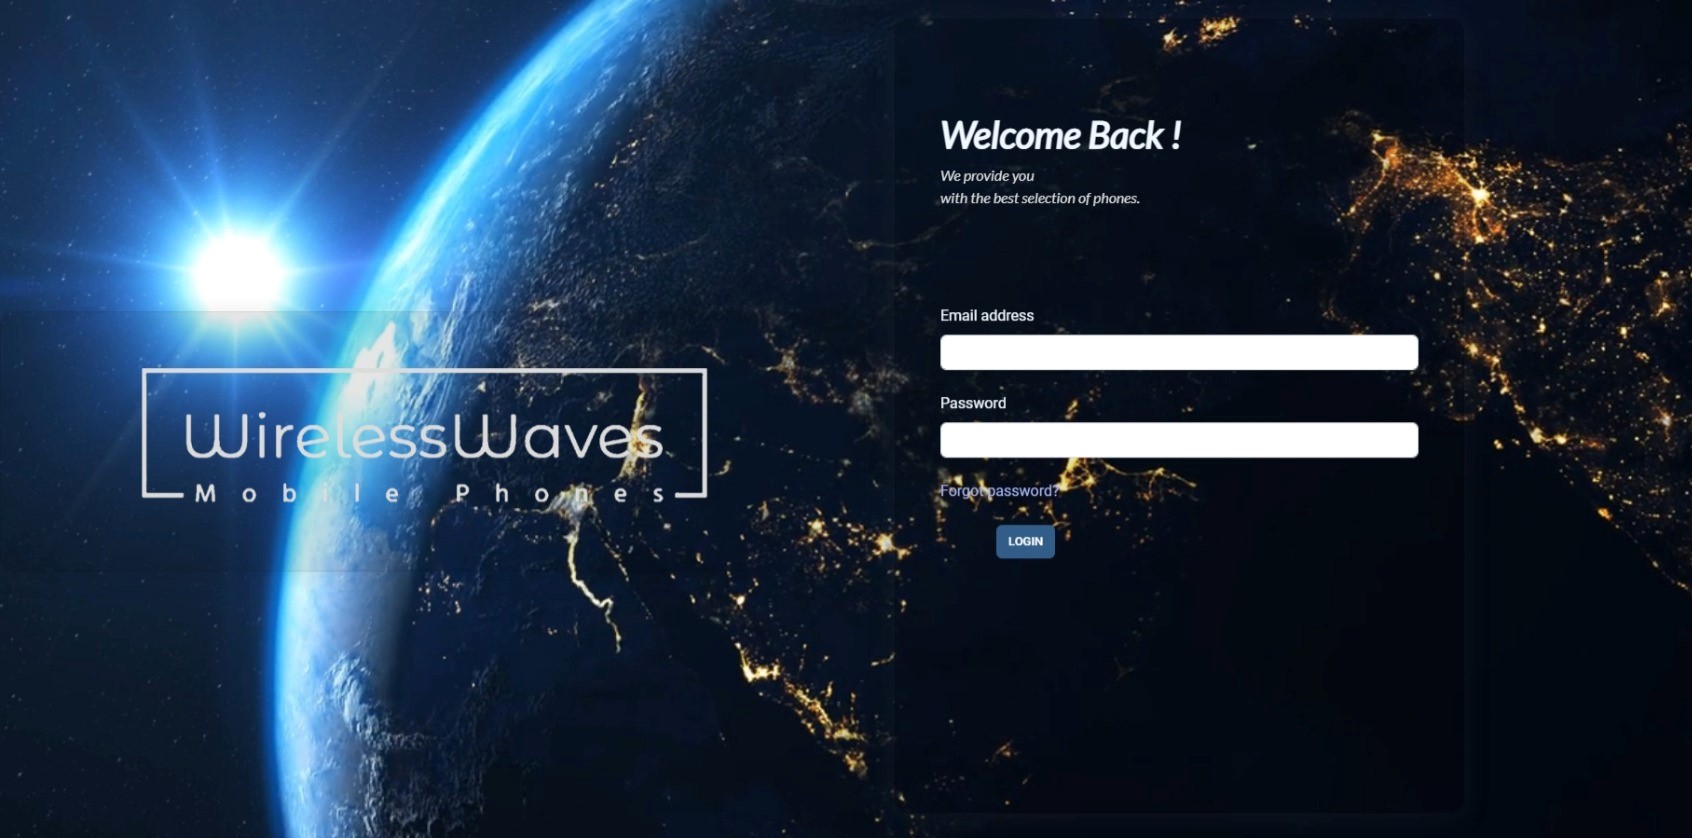 WirelessWaves
Mobile Phones
Welcome Back !
We provide you
with the best selection of phones.
Email address
Password
Forgot password?
LOGIN